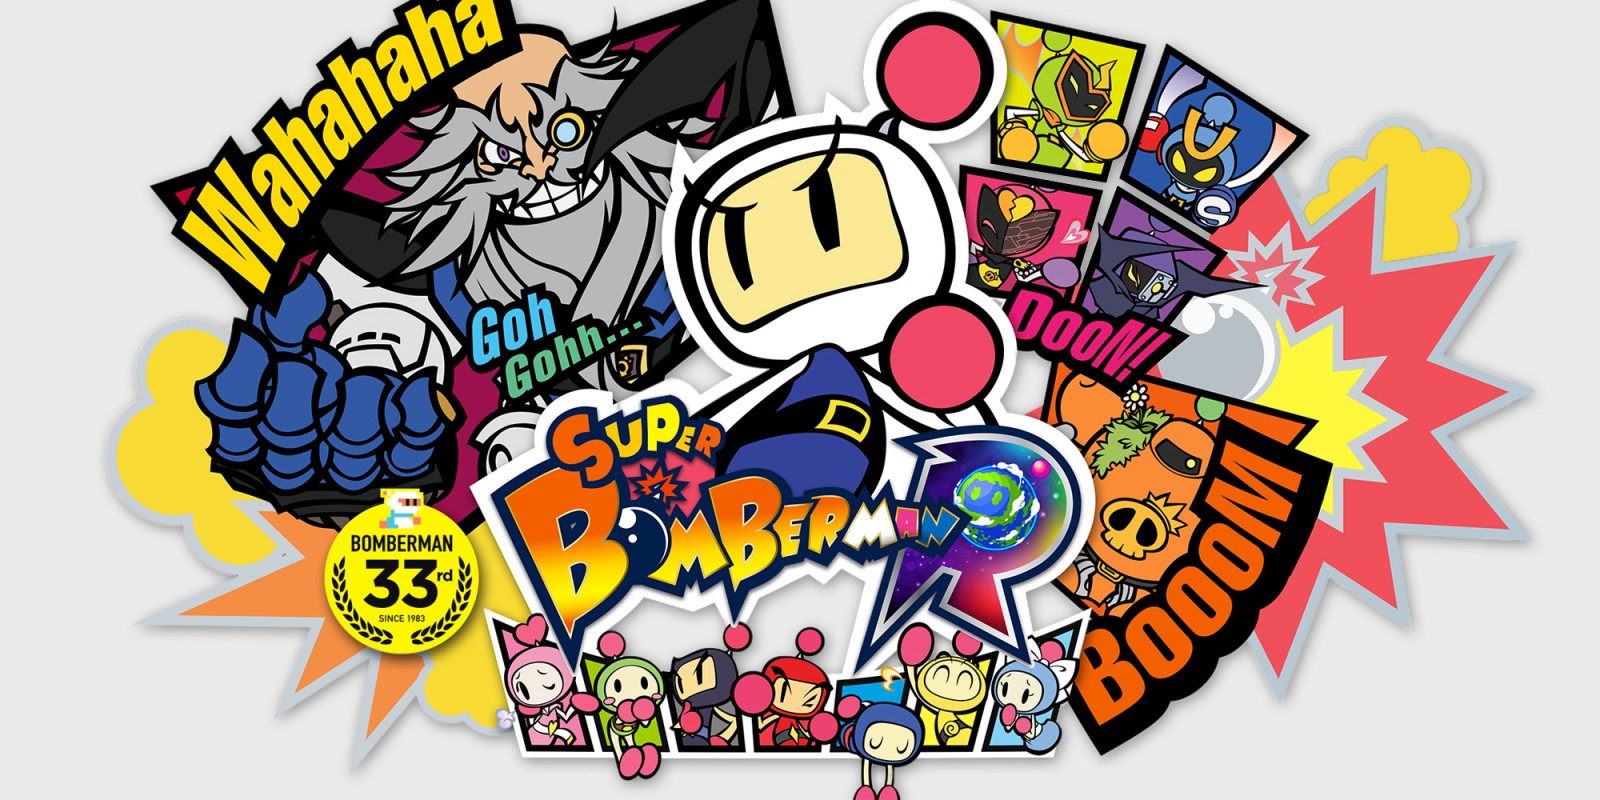 Wahahaha
Goh
Gohh...
DooN!
BoooM!
SUPER
BOMBERMAN R
BOMBERMAN
33rd
SINCE 1983
S